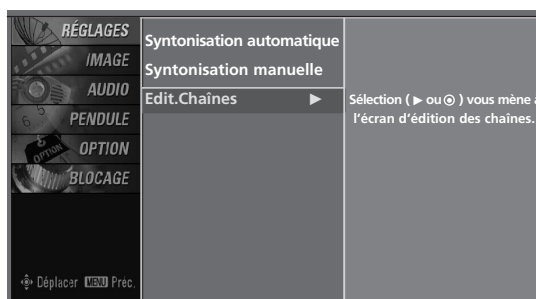 RÉGLAGES
IMAGE
AUDIO
PENDULE
OPTION
BLOCAGE
Déplacer MENU Préc.
Syntonisation automatique
Syntonisation manuelle
Edit.Chaînes ▶
Sélection ( ▶ ou ⊙ ) vous mène à
l'écran d'édition des chaînes.